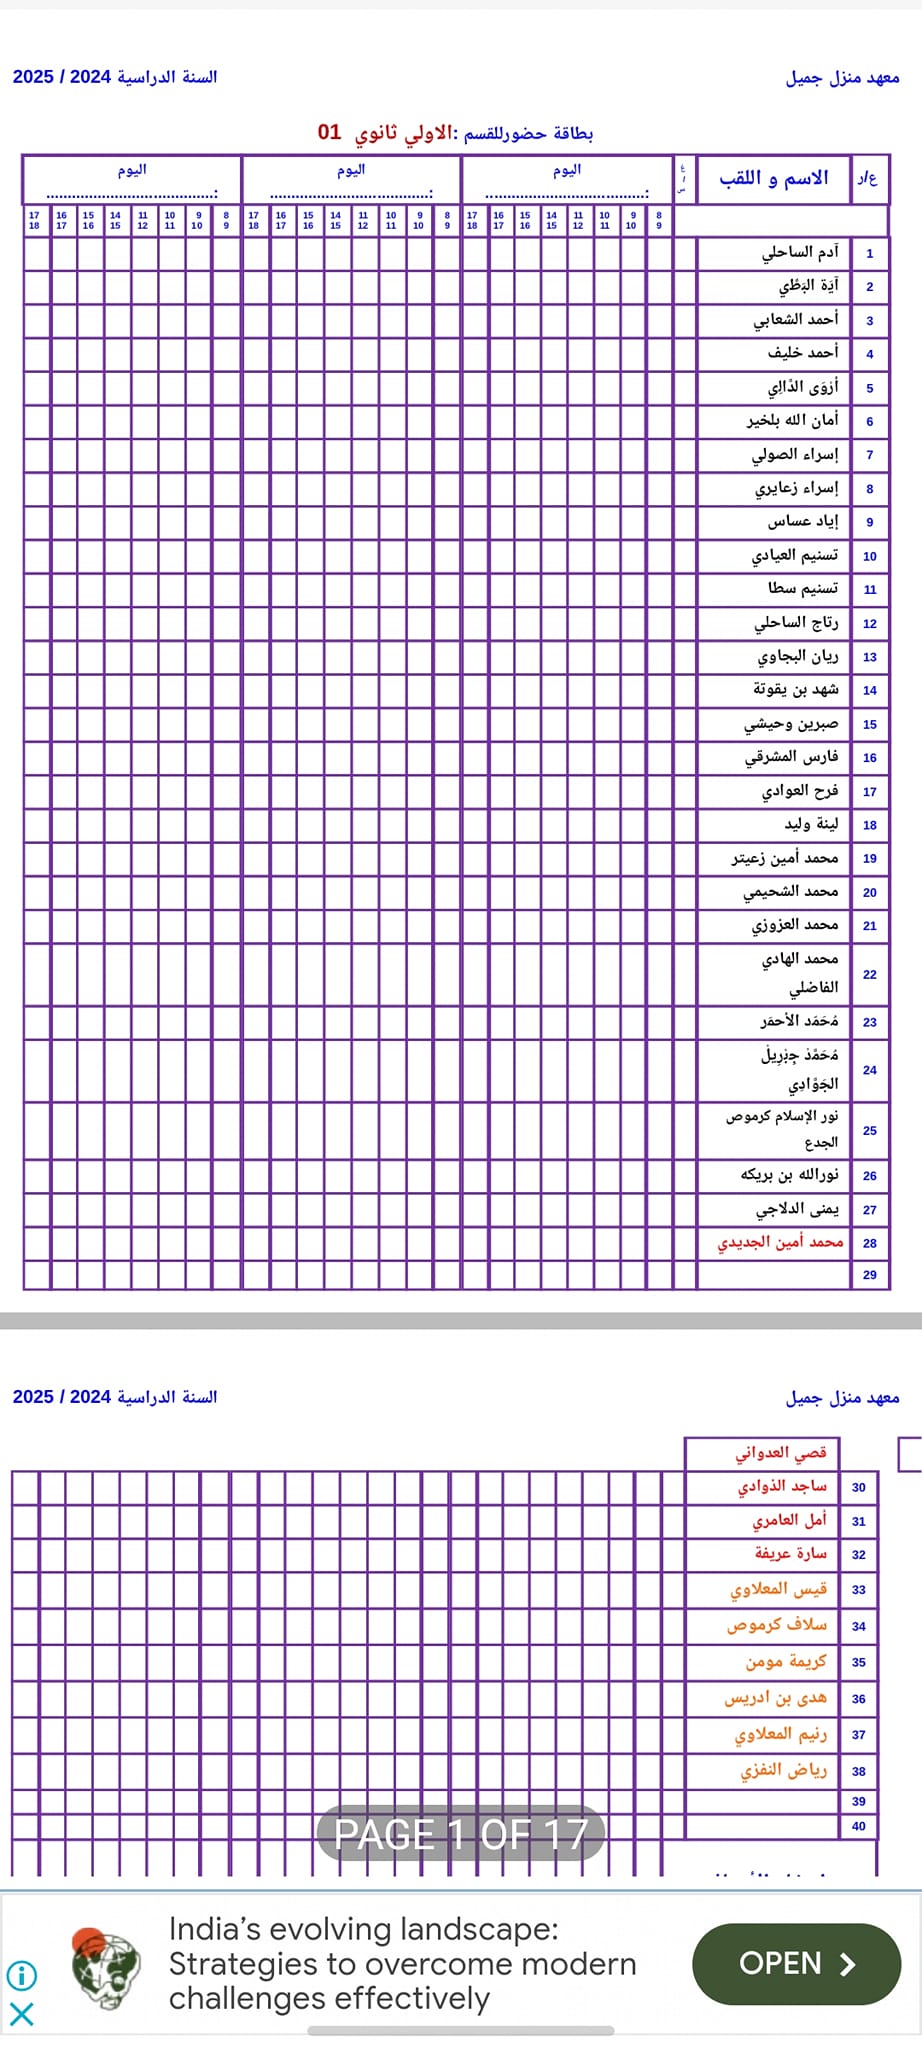 معهد منزل جميل السنة الدراسية 2024 / 2025
بطاقة حضورللقسم :الاولي ثانوي 01
ع/ر الاسم و اللقب غ / س اليوم اليوم اليوم
:.................................... :.................................... :....................................
8 9 10 11 14 15 16 17 8 9 10 11 14 15 16 17 8 9 10 11 14 15 16 17
9 10 11 12 15 16 17 18 9 10 11 12 15 16 17 18 9 10 11 12 15 16 17 18
1 آدم الساحلي
2 آيَة البَطَّي
3 أحمد الشعابي
4 أحمد خليف
5 أَرْوَى الدَّالِي
6 أمان الله بلخير
7 إسراء الصولي
8 إسراء زعايري
9 إياد عساس
10 تسنيم العيادي
11 تسنيم سطا
12 رتاج الساحلي
13 ريان البجاوي
14 شهد بن يقوتة
15 صبرين وحيشي
16 فارس المشرقي
17 فرح العوادي
18 لينة وليد
19 محمد أمين زعيتر
20 محمد الشحيمي
21 محمد العزوزي
22 محمد الهادي
الفاضلي
23 مُحَمَد الأحمَر
24 مُحَمَّدْ جِبْرِيلْ
الجَوَّادِي
25 نور الإسلام كرموص
الجدع
26 نورالله بن بريكه
27 يمنى الدلاجي
28 محمد أمين الجديدي
29
معهد منزل جميل السنة الدراسية 2024 / 2025
قصي العدواني
30 ساجد الذوادي
31 أمل العامري
32 سارة عريفة
33 قيس المعلاوي
34 سلاف كرموص
35 كريمة مومن
36 هدى بن ادريس
37 رنيم المعلاوي
38 رياض النفزي
39
40
PAGE 1 OF 17
India’s evolving landscape:
Strategies to overcome modern
challenges effectively
OPEN